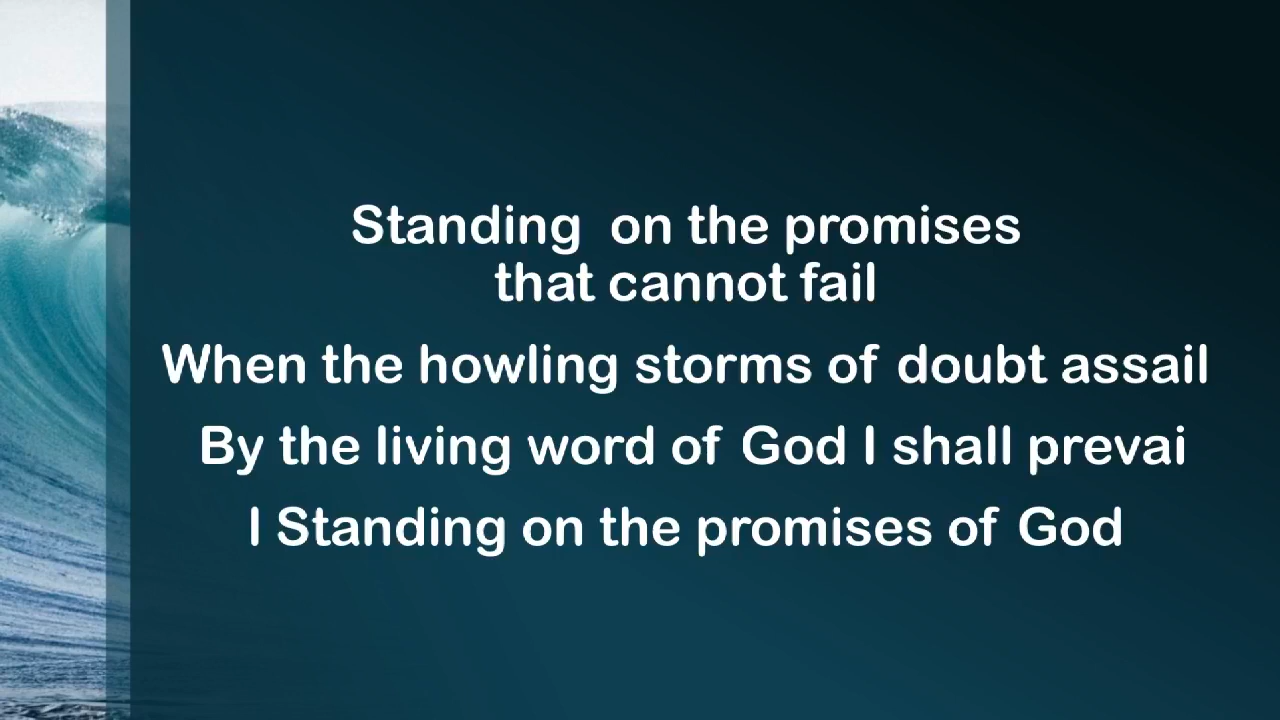 Standing  on the promises
that cannot fail
When the howling storms of doubt assail
By the living word of God I shall prevai
l Standing on the promises of God